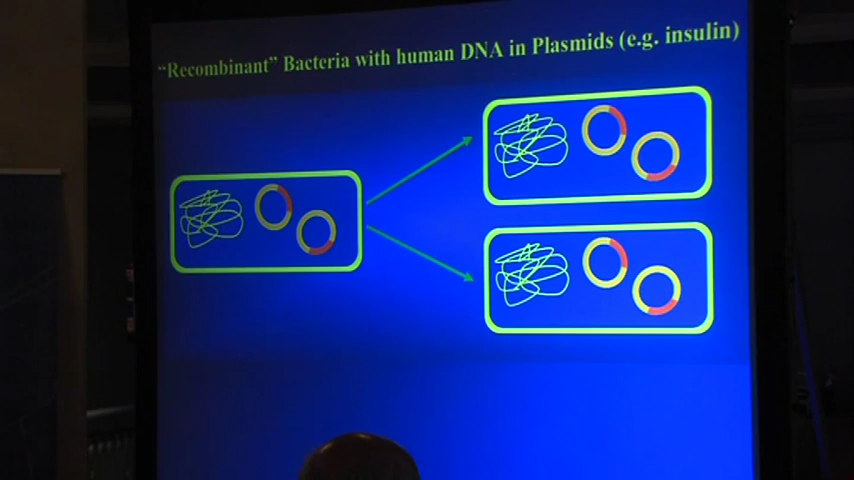 "Recombinant" Bacteria with human DNA in Plasmids (e.g. insulin)